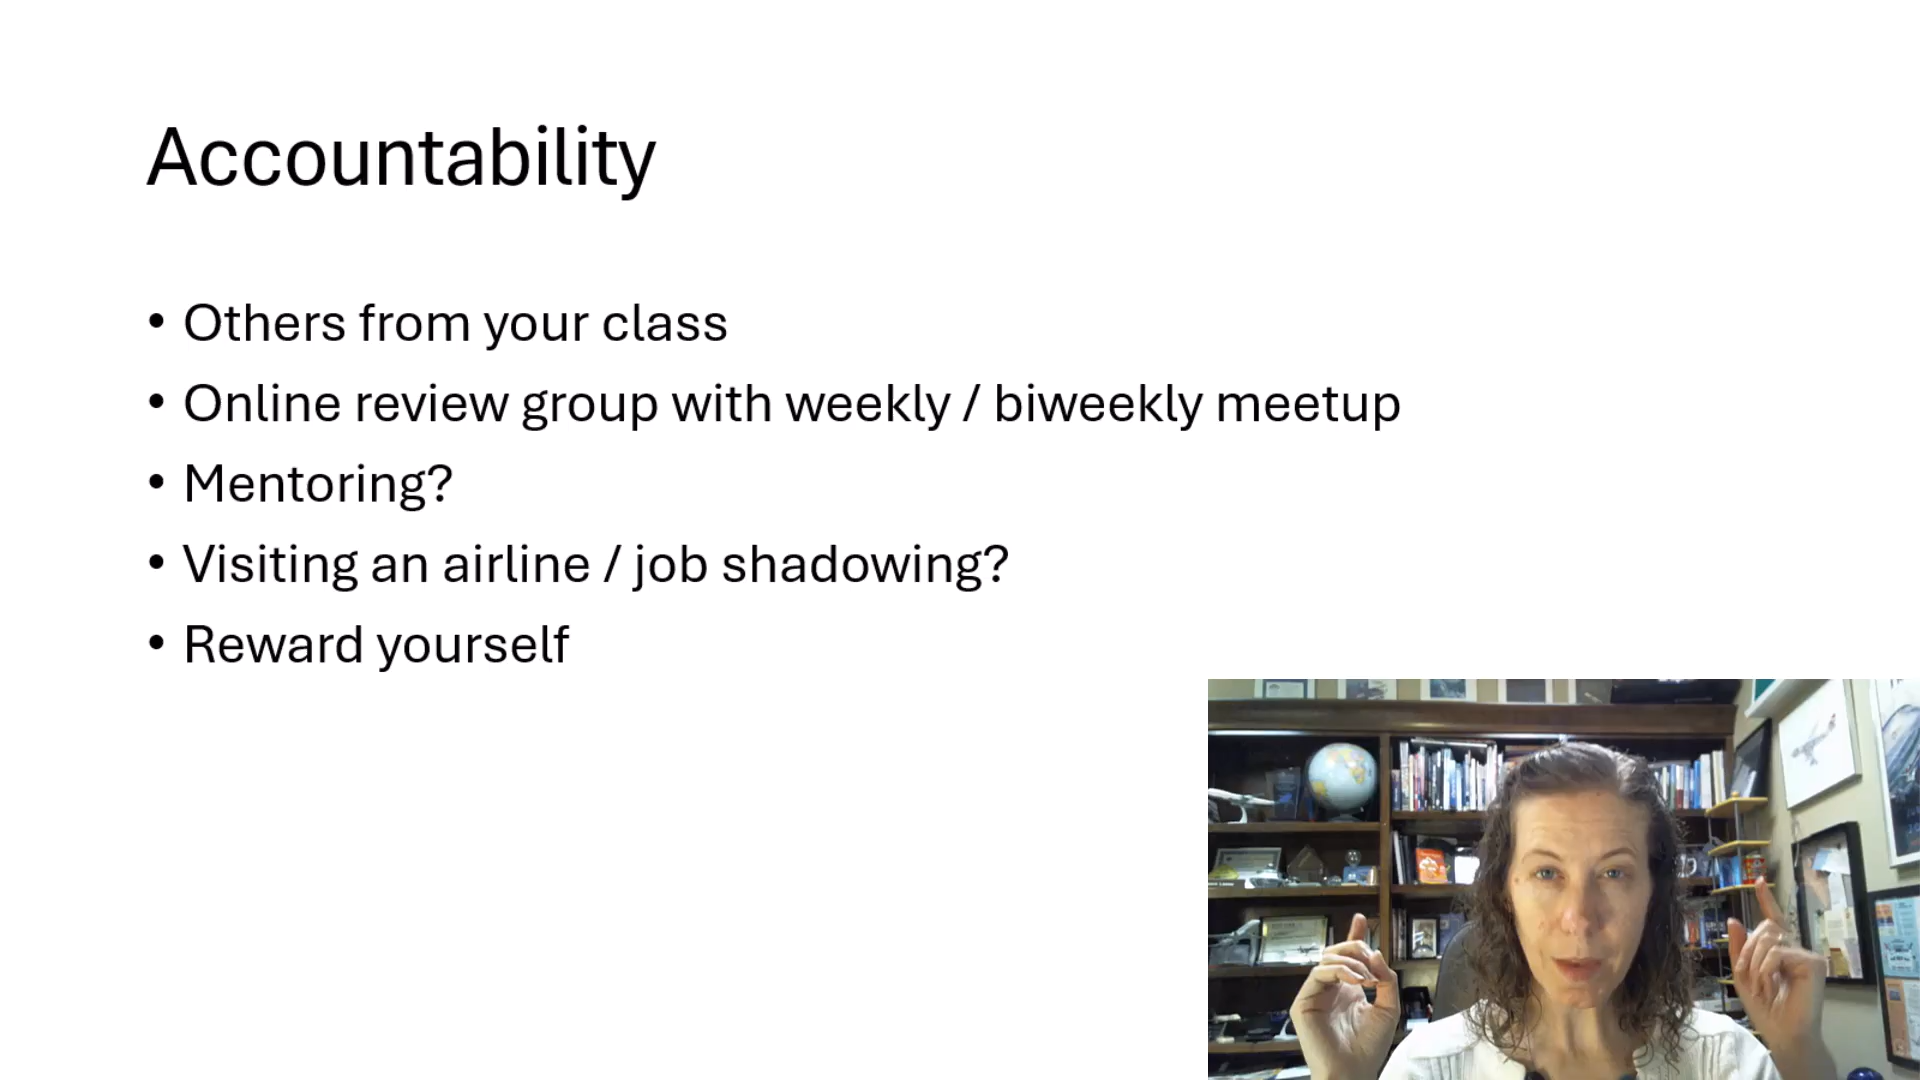 Accountability
• Others from your class
• Online review group with weekly / biweekly meetup
• Mentoring?
• Visiting an airline / job shadowing?
• Reward yourself